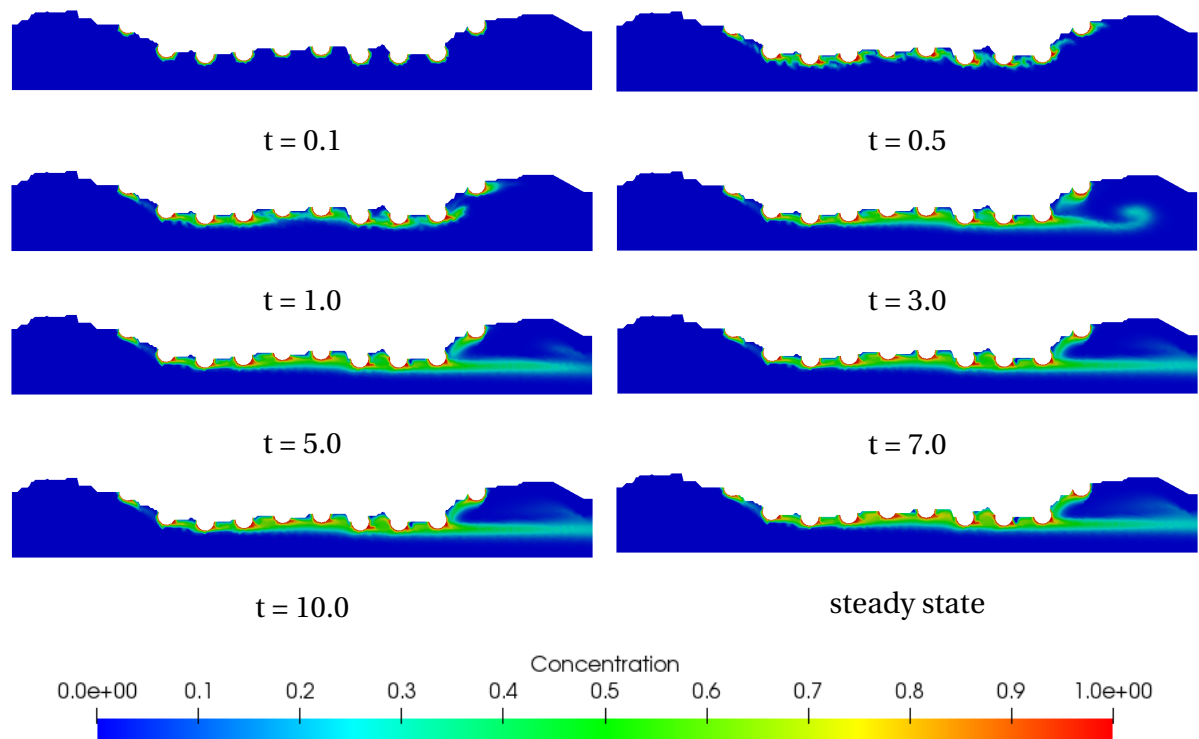 t = 0.1
t = 0.5
t = 1.0
t = 3.0
t = 5.0
t = 7.0
t = 10.0
steady state
Concentration
0.0e+00 0.1 0.2 0.3 0.4 0.5 0.6 0.7 0.8 0.9 1.0e+00